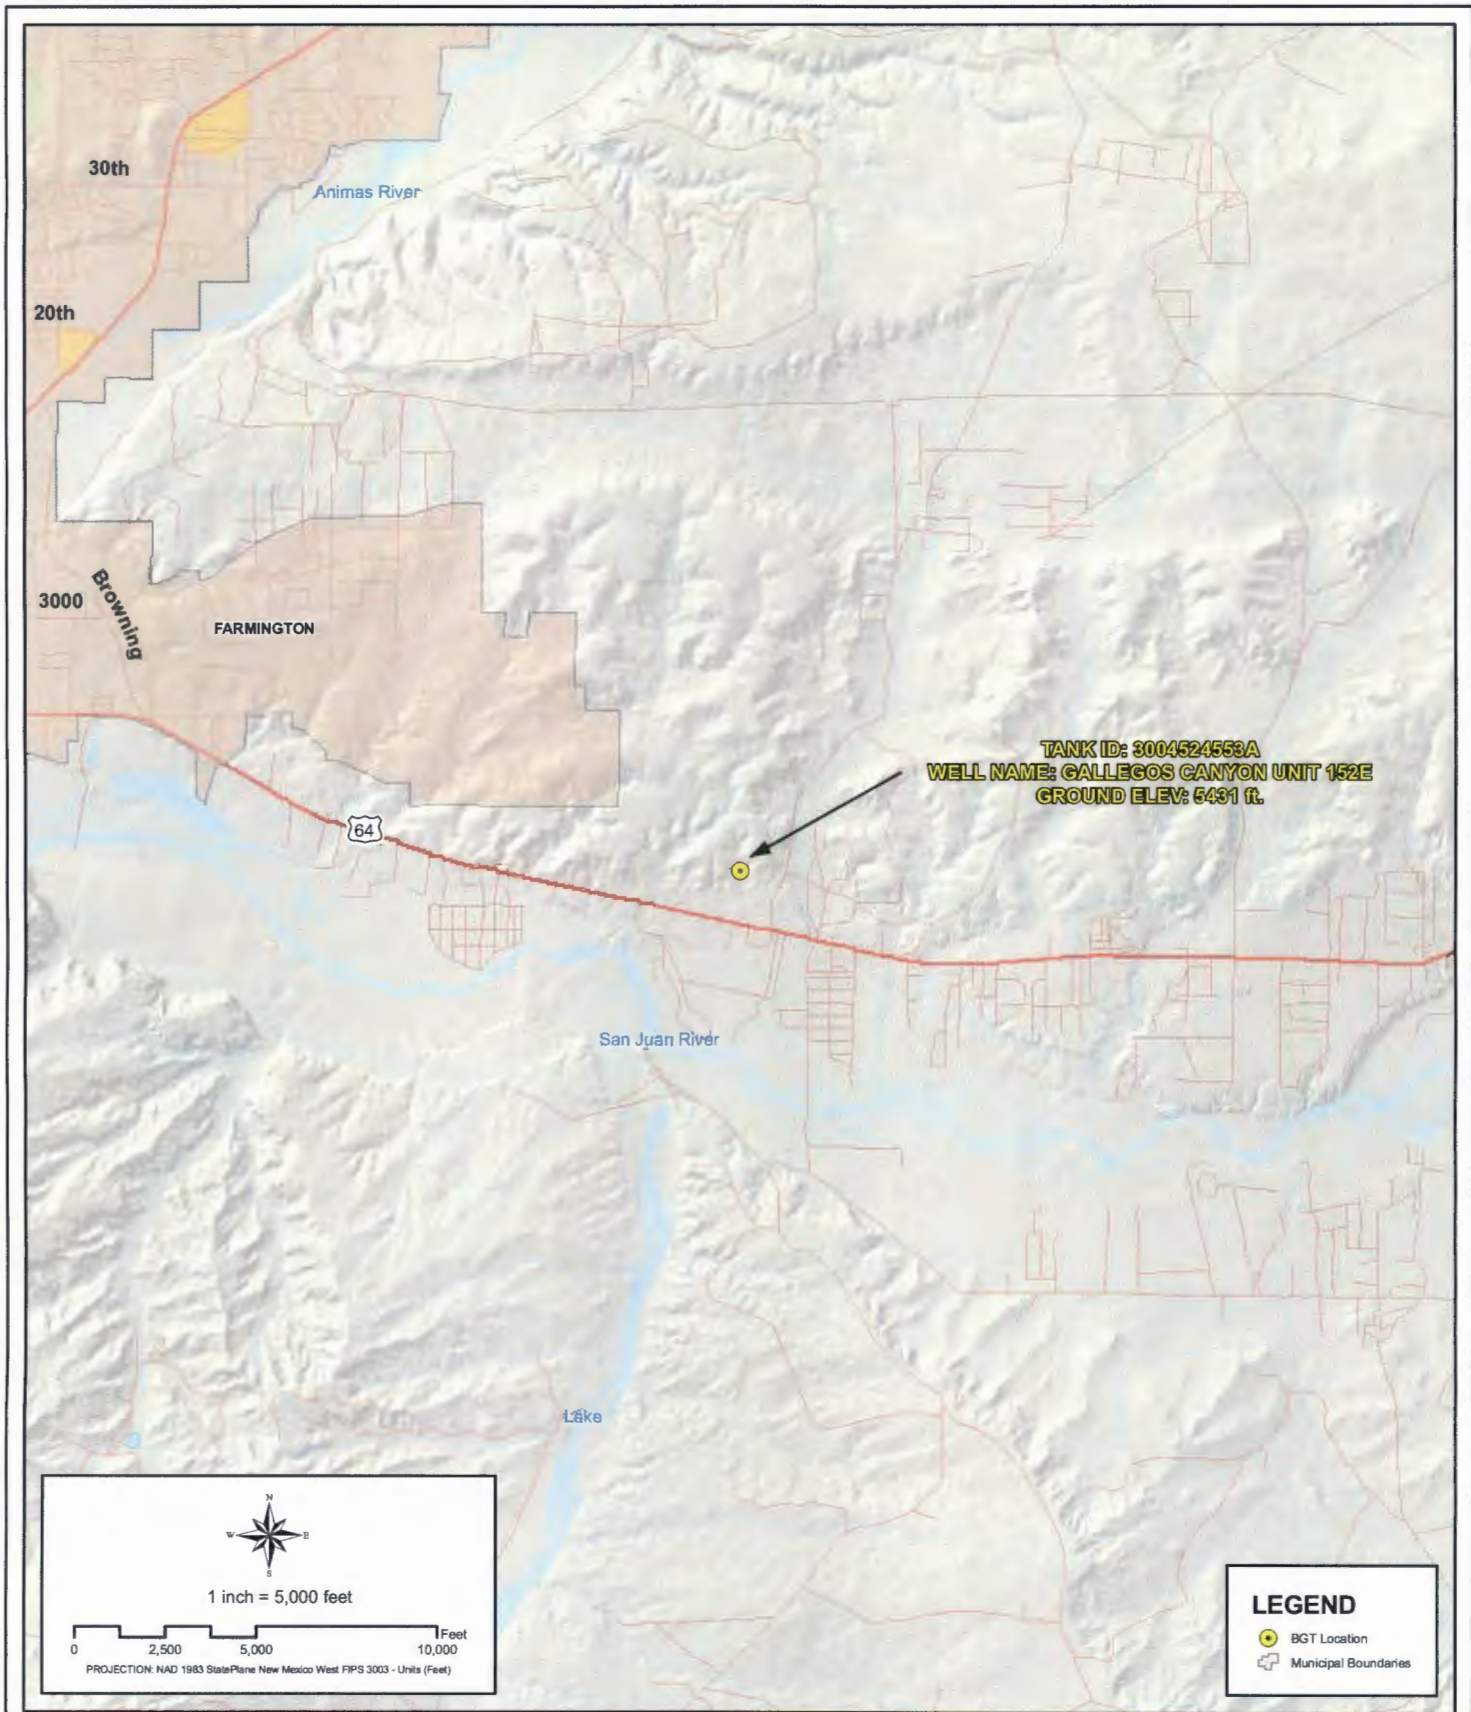 30th
Animas River
20th
3000
Browning
FARMINGTON
TANK ID: 3004524553A
WELL NAME: GALLEGOS CANYON UNIT 152E
GROUND ELEV: 5431 ft.
64
San Juan River
Lake
N
W E
S
1 inch = 5,000 feet
Feet
0 2,500 5,000 10,000
PROJECTION: NAD 1983 StatePlane New Mexico West FIPS 3003 - Units (Feet)
LEGEND
BGT Location
Municipal Boundaries